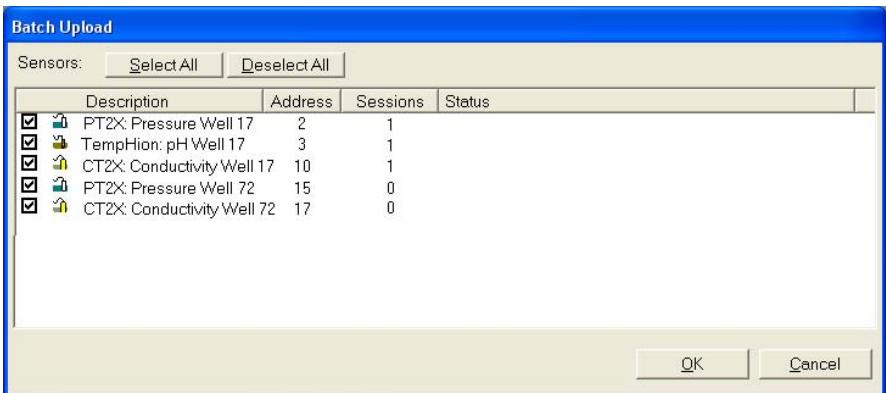 Batch Upload
Sensors: Select All Deselect All
Description Address Sessions Status
PT2X: Pressure Well 17 2 1
TempHion: pH Well 17 3 1
CT2X: Conductivity Well 17 10 1
PT2X: Pressure Well 72 15 0
CT2X: Conductivity Well 72 17 0
OK Cancel